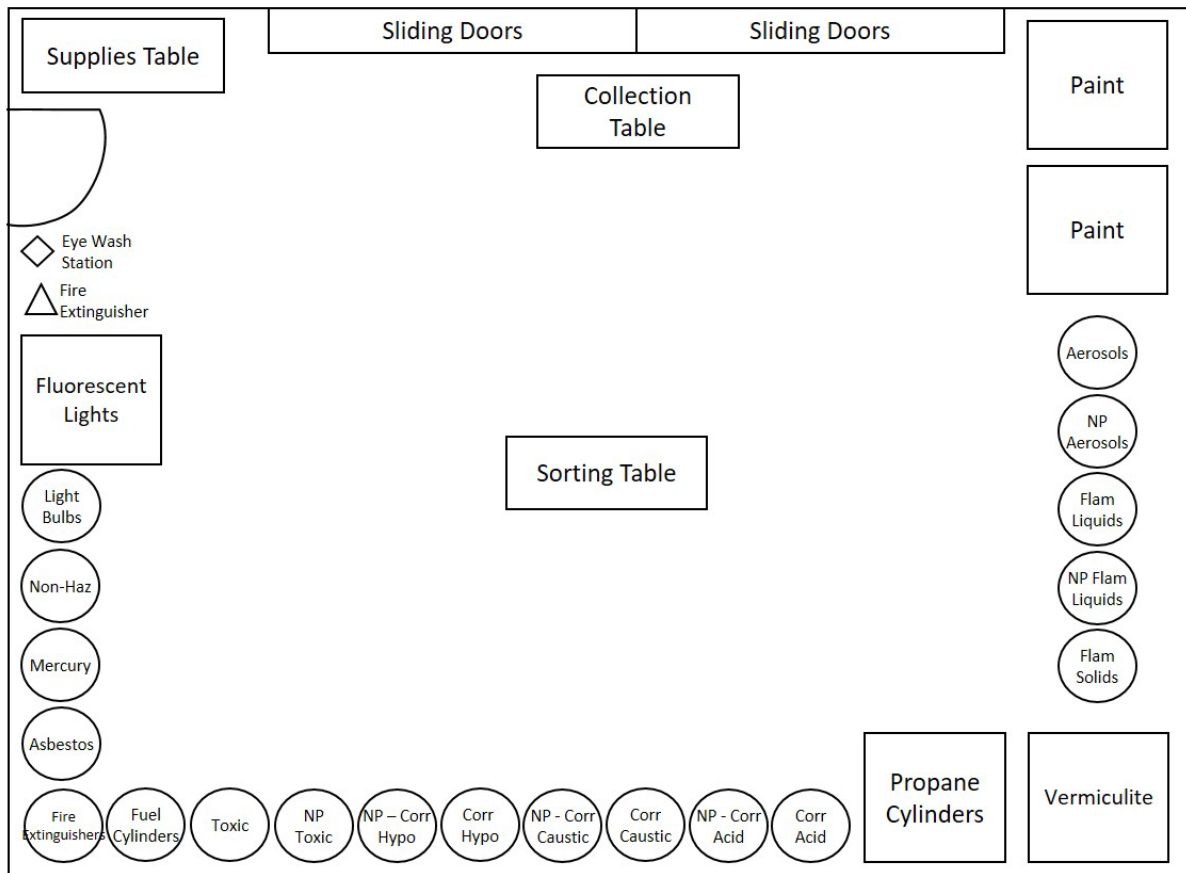 Sliding Doors
Sliding Doors
Supplies Table
Collection
Table
Paint
Paint
Eye Wash
Station
Fire
Extinguisher
Fluorescent
Lights
Aerosols
NP
Aerosols
Sorting Table
Light
Bulbs
Flam
Liquids
Non-Haz
NP Flam
Liquids
Mercury
Flam
Solids
Asbestos
Fire
Extinguishers
Fuel
Cylinders
Toxic
NP
Toxic
NP – Corr
Hypo
Corr
Hypo
NP - Corr
Caustic
Corr
Caustic
NP - Corr
Acid
Corr
Acid
Propane
Cylinders
Vermiculite